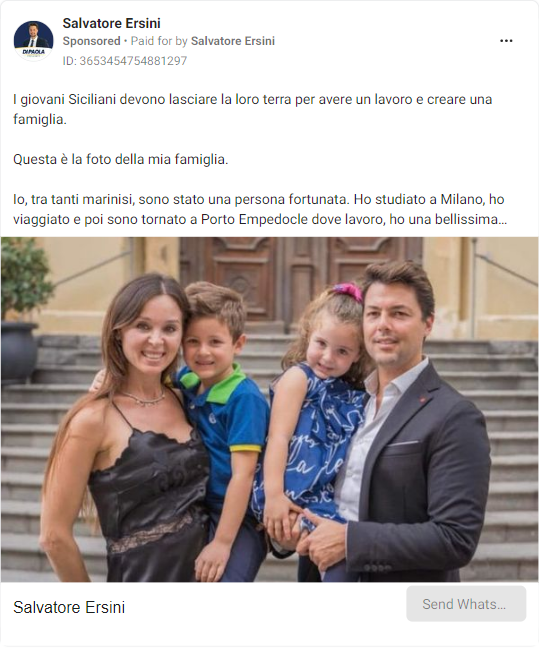 Salvatore Ersini
Sponsored • Paid for by Salvatore Ersini
ID: 3653454754881297
I giovani Siciliani devono lasciare la loro terra per avere un lavoro e creare una
famiglia.
Questa è la foto della mia famiglia.
Io, tra tanti marinisi, sono stato una persona fortunata. Ho studiato a Milano, ho
viaggiato e poi sono tornato a Porto Empedocle dove lavoro, ho una bellissima...
Salvatore Ersini
Send Whats...